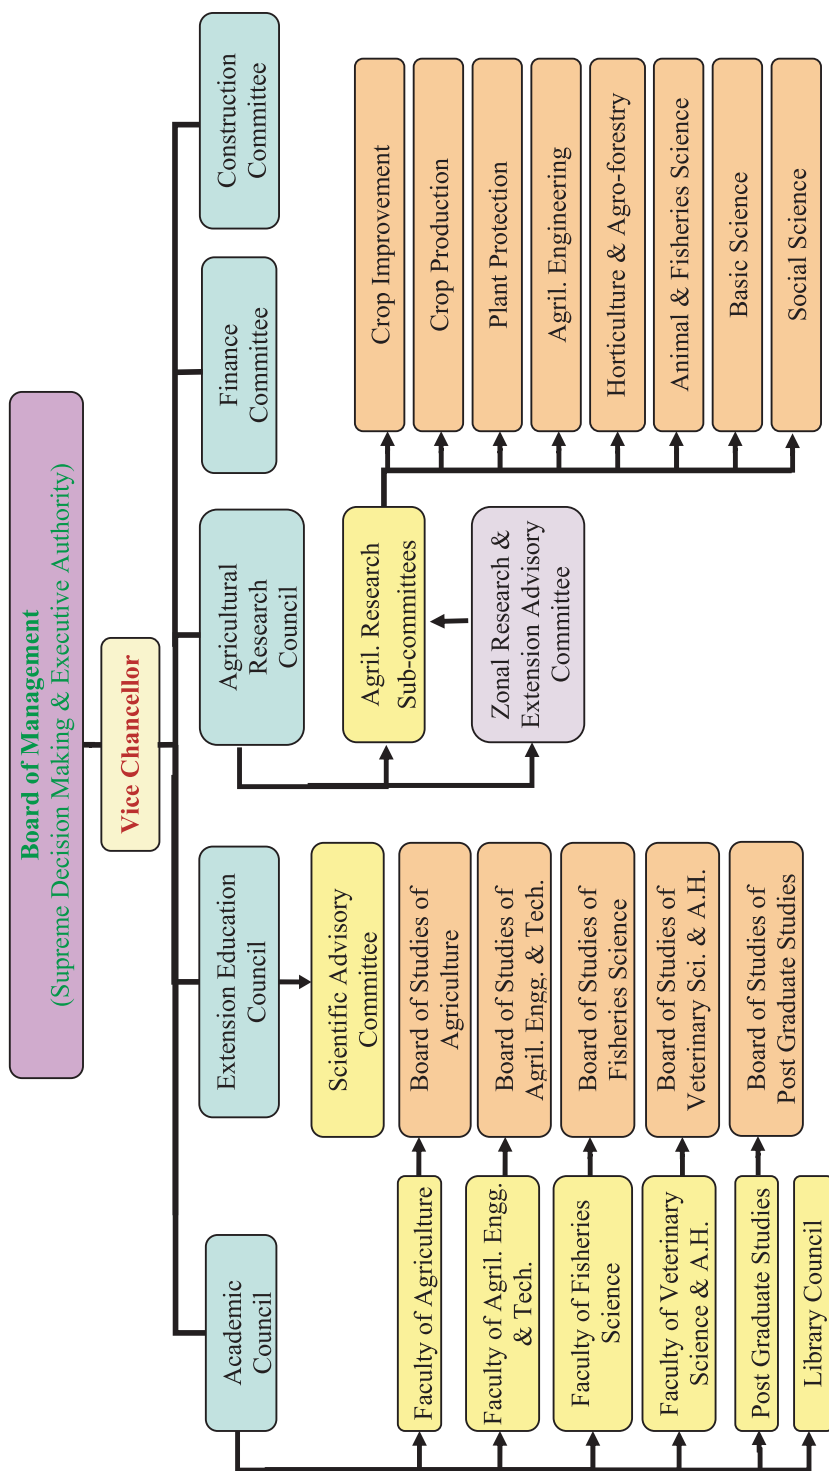 Board of Management
(Supreme Decision Making & Executive Authority)
Vice Chancellor
Academic
Council
Extension Education
Council
Agricultural
Research
Council
Finance
Committee
Construction
Committee
Faculty of Agriculture
Faculty of Agril. Engg.
& Tech.
Faculty of Fisheries
Science
Faculty of Veterinary
Science & A.H.
Post Graduate Studies
Library Council
Scientific Advisory
Committee
Board of Studies of
Agriculture
Board of Studies of
Agril. Engg. & Tech.
Board of Studies of
Fisheries Science
Board of Studies of
Veterinary Sci. & A.H.
Board of Studies of
Post Graduate Studies
Agril. Research
Sub-committees
Zonal Research &
Extension Advisory
Committee
Crop Improvement
Crop Production
Plant Protection
Agril. Engineering
Horticulture & Agro-forestry
Animal & Fisheries Science
Basic Science
Social Science